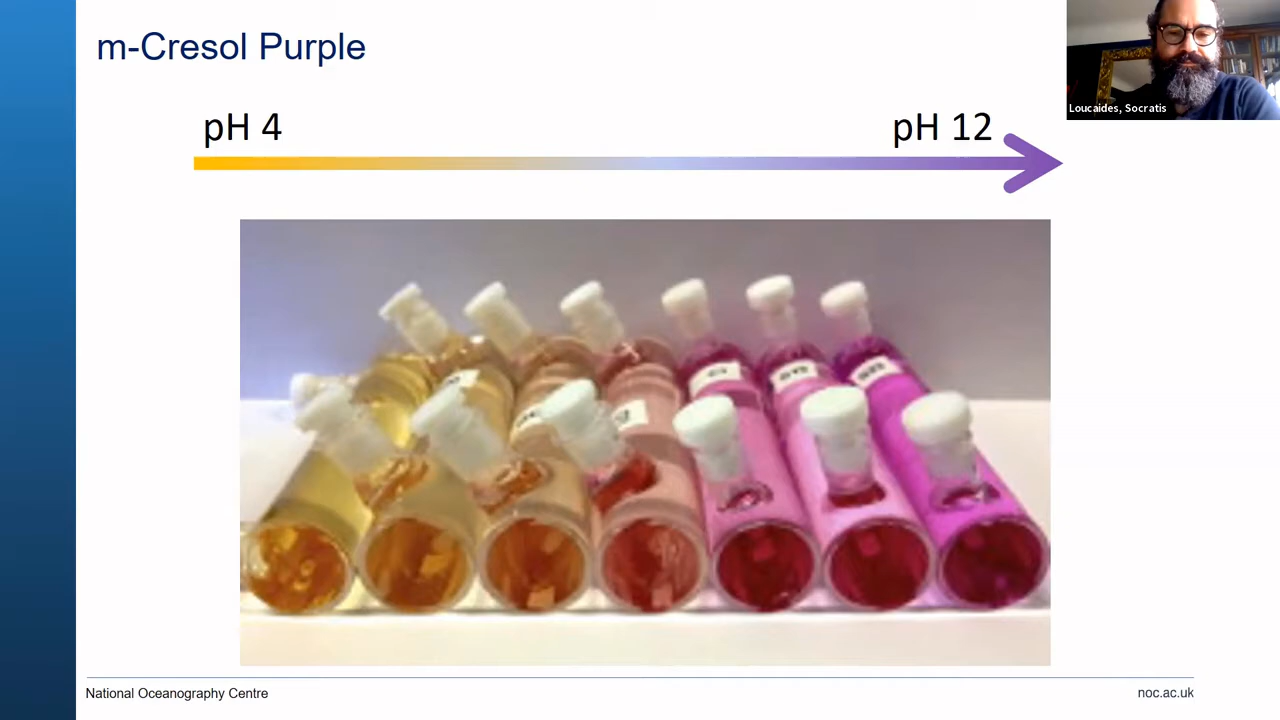 m-Cresol Purple
Loucaides, Socratis
pH 4
pH 12
National Oceanography Centre
noc.ac.uk